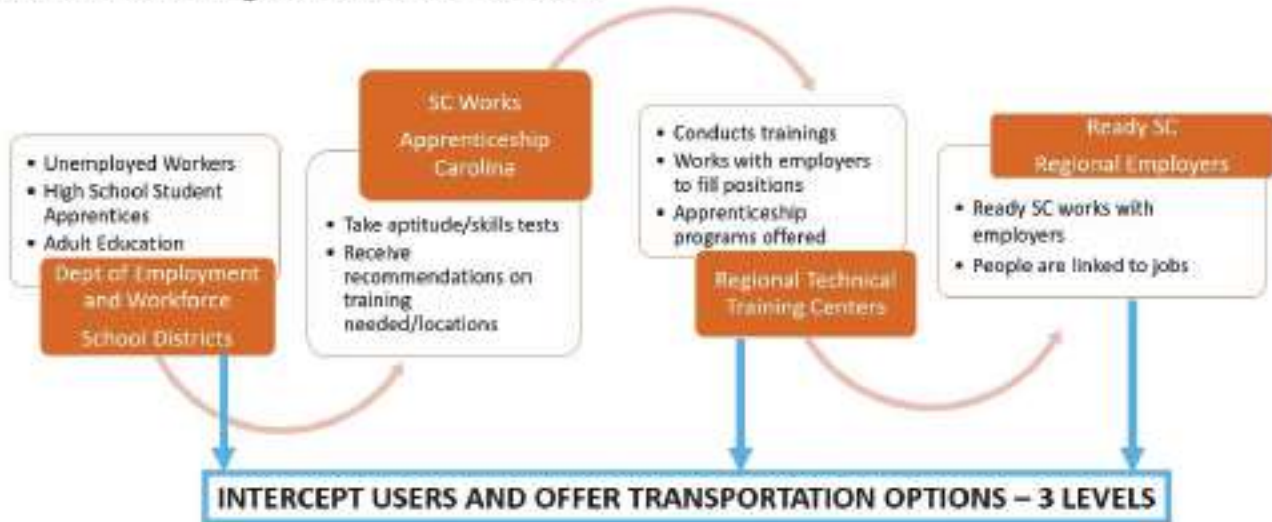 SC Works
Apprenticeship
Carolina
• Unemployed Workers
• High School Student
Apprentices
• Adult Education
Dept of Employment
and Workforce
School Districts
• Take aptitude/skills tests
• Receive
recommendations on
training
needed/locations
• Conducts trainings
• Works with employers
to fill positions
• Apprenticeship
programs offered
Regional Technical
Training Centers
Ready SC
Regional Employers
• Ready SC works with
employers
• People are linked to jobs
INTERCEPT USERS AND OFFER TRANSPORTATION OPTIONS – 3 LEVELS